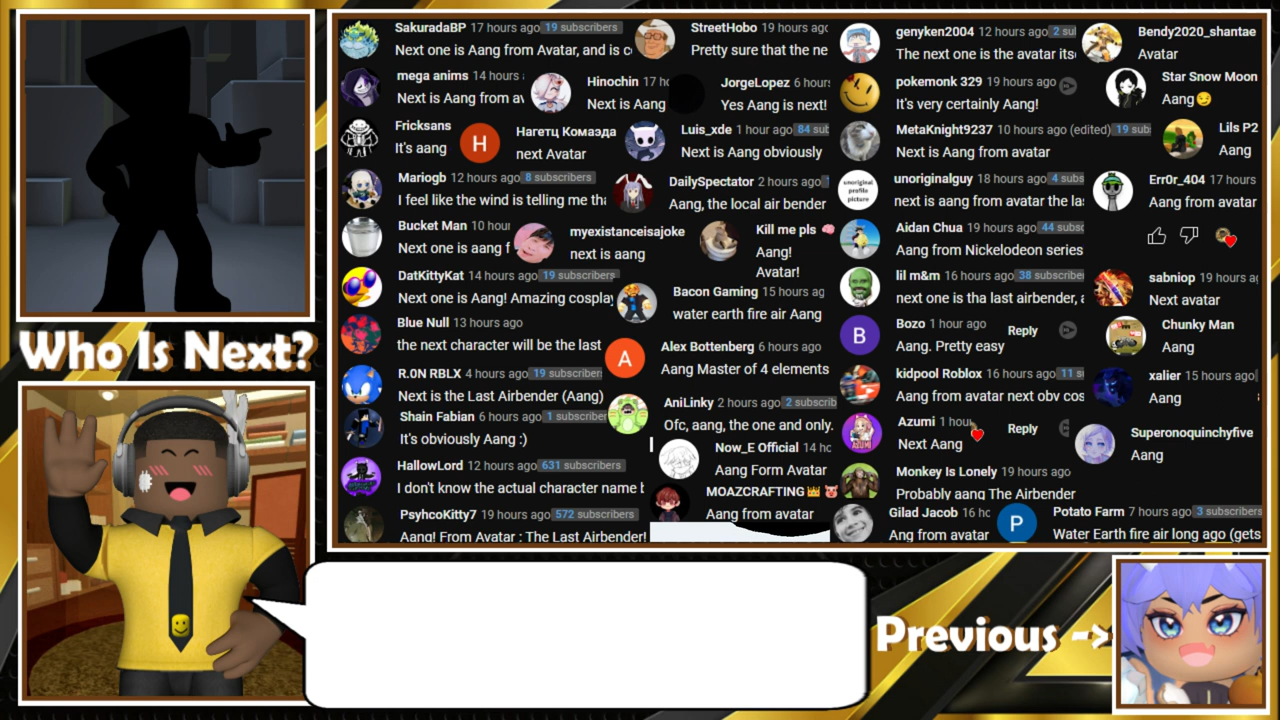 SakuradaBP 17 hours ago 19 subscribers
Next one is Aang from Avatar, and is c
mega anims 14 hours
Next is Aang from av
Hinochin 17 h
Next is Aang
Fricksans
It's aang
Нагетц Комаэда
next Avatar
H
Mariogb 12 hours ago 8 subscribers
I feel like the wind is telling me tha
Bucket Man 10 hour
Next one is aang f
myexistanceisajoke
next is aang
DatKittyKat 14 hours ago 19 subscribers
Next one is Aang! Amazing cosplay
Blue Null 13 hours ago
the next character will be the last
R.0N RBLX 4 hours ago 19 subscriber
Next is the Last Airbender (Aang)
Shain Fabian 6 hours ago 1 subscriber
It's obviously Aang :)
HallowLord 12 hours ago 631 subscribers
I don't know the actual character name b
PsyhcoKitty7 19 hours ago 572 subscribers
Aang! From Avatar : The Last Airbender!
StreetHobo 19 hours ago
Pretty sure that the ne
JorgeLopez 6 hours
Yes Aang is next!
Luis_xde 1 hour ago 84 sub
Next is Aang obviously
DailySpectator 2 hours ago
Aang, the local air bender
Kill me pls
Aang!
Avatar!
Bacon Gaming 15 hours ag
water earth fire air Aang
A
Alex Bottenberg 6 hours ago
Aang Master of 4 elements
AniLinky 2 hours ago 2 subscrib
Ofc, aang, the one and only.
Now_E Official 14 ho
Aang Form Avatar
MOAZCRAFTING
Aang from avatar
genyken2004 12 hours ago 2 sul
The next one is the avatar its
pokemonk 329 19 hours ago
It's very certainly Aang!
MetaKnight9237 10 hours ago (edited) 19 sub
Next is Aang from avatar
unoriginal
profile
picture
unoriginalguy 18 hours ago 4 subs
next is aang from avatar the las
Aidan Chua 19 hours ago 44 subsc
Aang from Nickelodeon series
lil m&m 16 hours ago 38 subscribe
next one is tha last airbender, a
B
Bozo 1 hour ago
Aang. Pretty easy
Reply
kidpool Roblox 16 hours ago 11 s
Aang from avatar next obv cos
AZUMI
Azumi 1 hou
Next Aang
Reply
Monkey Is Lonely 19 hours ago
Probably aang The Airbender
Gilad Jacob 16 hc
Ang from avatar
P
Potato Farm 7 hours ago 3 subscribers
Water Earth fire air long ago (gets
Bendy2020_shantae
Avatar
Star Snow Moon
Aang
Lils P2
Aang
Err0r_404 17 hours
Aang from avatar
sabniop 19 hours ag
Next avatar
Chunky Man
Aang
xalier 15 hours ago
Aang
Superonoquinchyfive
Aang
Who Is Next?
Previous ->